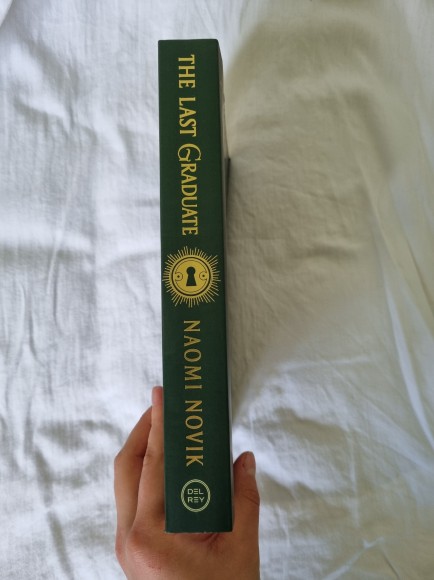 THE LAST GRADUATE
NAOMI NOVIK
DEL
REY